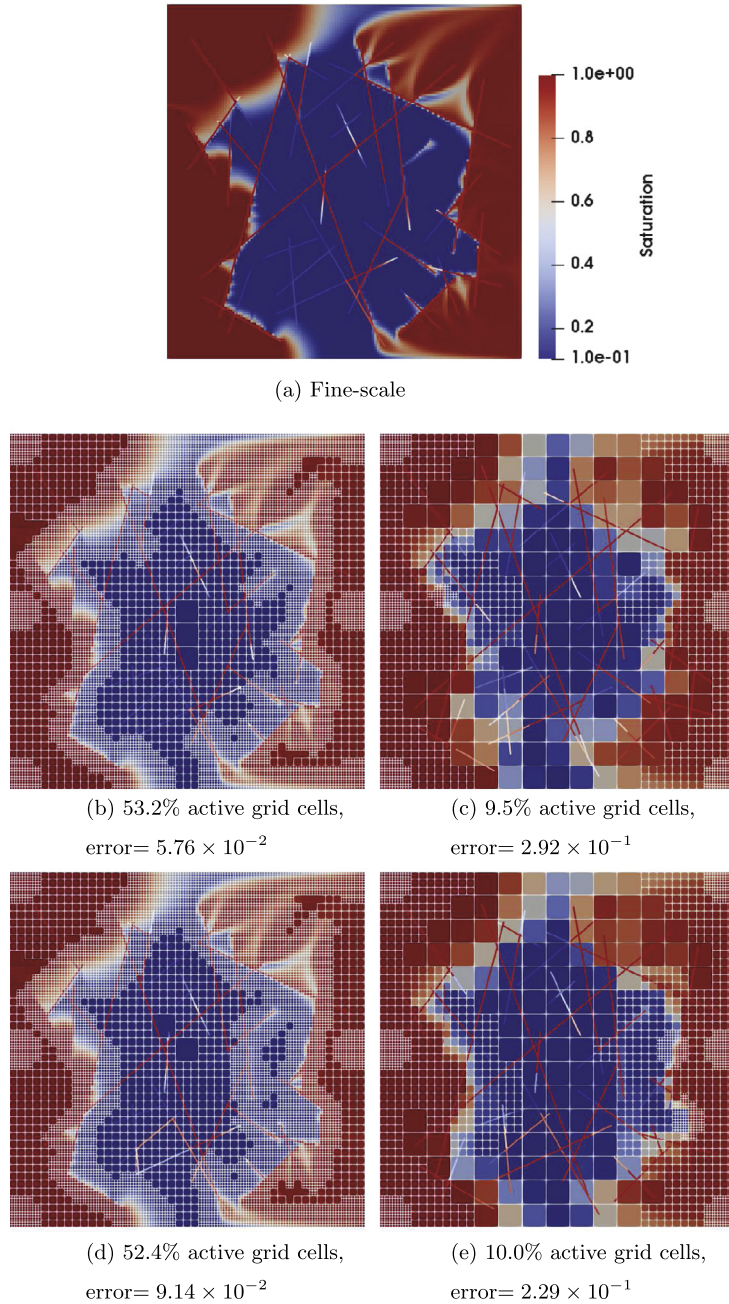 1.0e+00
0.8
0.6
0.4
0.2
1.0e-01
Saturation
(a) Fine-scale
(b) 53.2% active grid cells,
error= 5.76 × 10⁻²
(c) 9.5% active grid cells,
error= 2.92 × 10⁻¹
(d) 52.4% active grid cells,
error= 9.14 × 10⁻²
(e) 10.0% active grid cells,
error= 2.29 × 10⁻¹